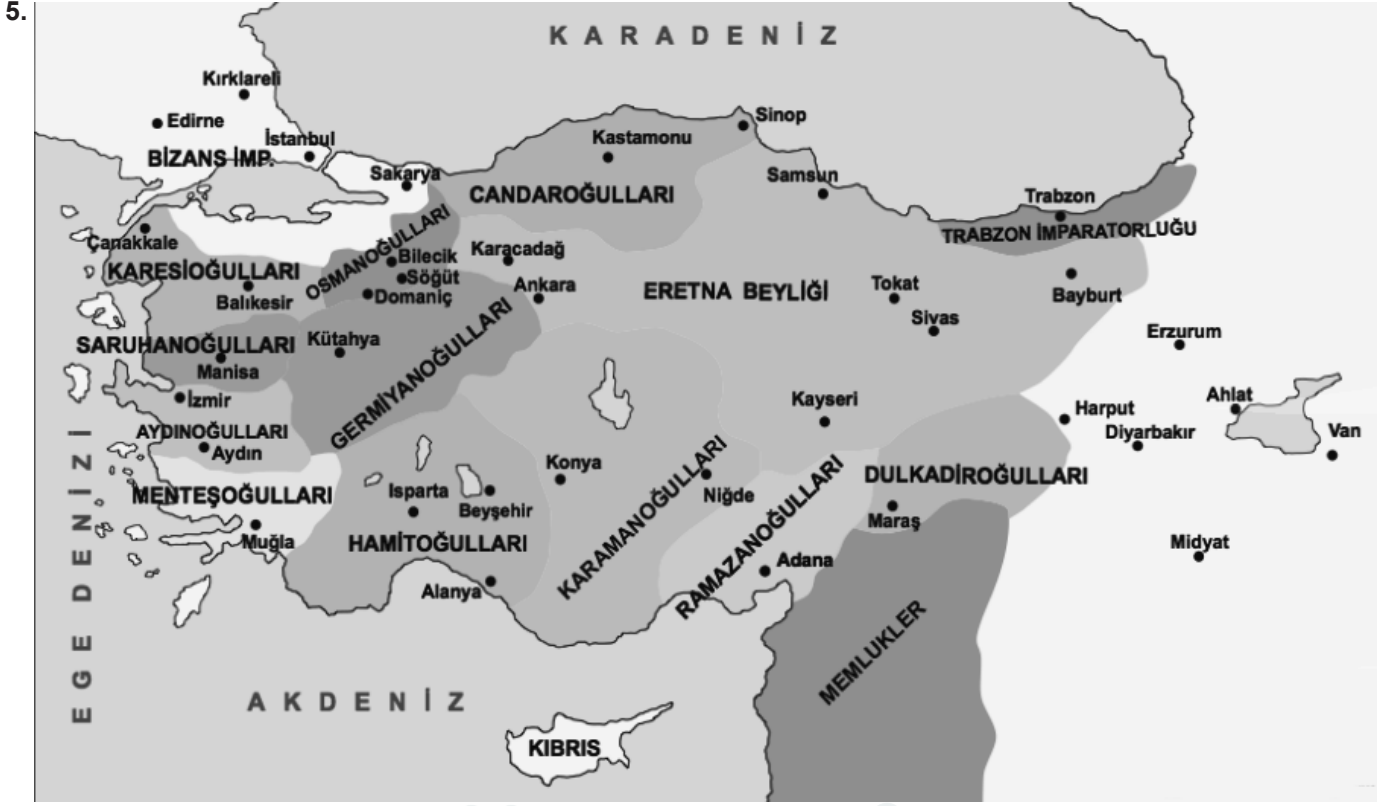 5.
KARADENİZ
Kırklareli
Edirne
İstanbul
BİZANS İMP.
Sakarya
Kastamonu
Sinop
CANDAROĞULLARI
Samsun
Trabzon
TRABZON İMPARATORLUĞU
Çanakkale
KARESİOĞULLARI
Balıkesir
OSMANOĞULLARI
Bilecik
Söğüt
Domaniç
Karacadağ
Ankara
ERETNA BEYLİĞİ
Tokat
Sivas
Bayburt
Erzurum
SARUHANOĞULLARI
Manisa
Kütahya
GERMİYANOĞULLARI
İzmir
AYDINOĞULLARI
Aydın
Kayseri
Harput
Diyarbakır
Ahlat
Van
EGE DENİZİ
MENTEŞOĞULLARI
Muğla
Isparta
Beyşehir
HAMİTOĞULLARI
Alanya
Konya
KARAMANOĞULLARI
Niğde
RAMAZANOĞULLARI
Adana
DULKADİROĞULLARI
Maraş
Midyat
MEMLUKLER
AKDENİZ
KIBRIS